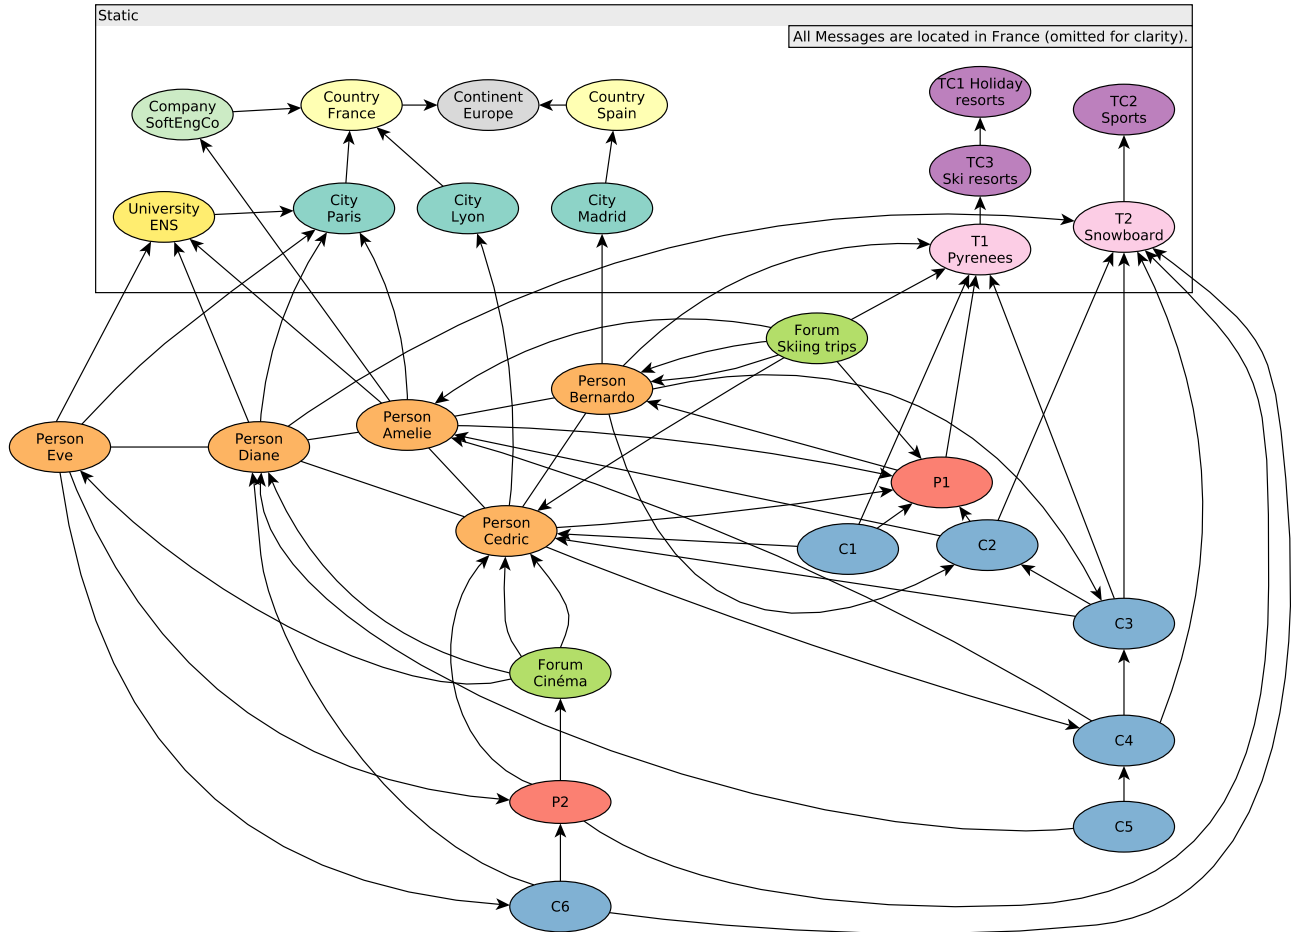 Static
All Messages are located in France (omitted for clarity).
Company
SoftEngCo
Country
France
Continent
Europe
Country
Spain
TC1 Holiday
resorts
TC2
Sports
TC3
Ski resorts
University
ENS
City
Paris
City
Lyon
City
Madrid
T1
Pyrenees
T2
Snowboard
Forum
Skiing trips
Person
Bernardo
Person
Amelie
Person
Eve
Person
Diane
P1
Person
Cedric
C1
C2
C3
Forum
Cinéma
C4
P2
C5
C6